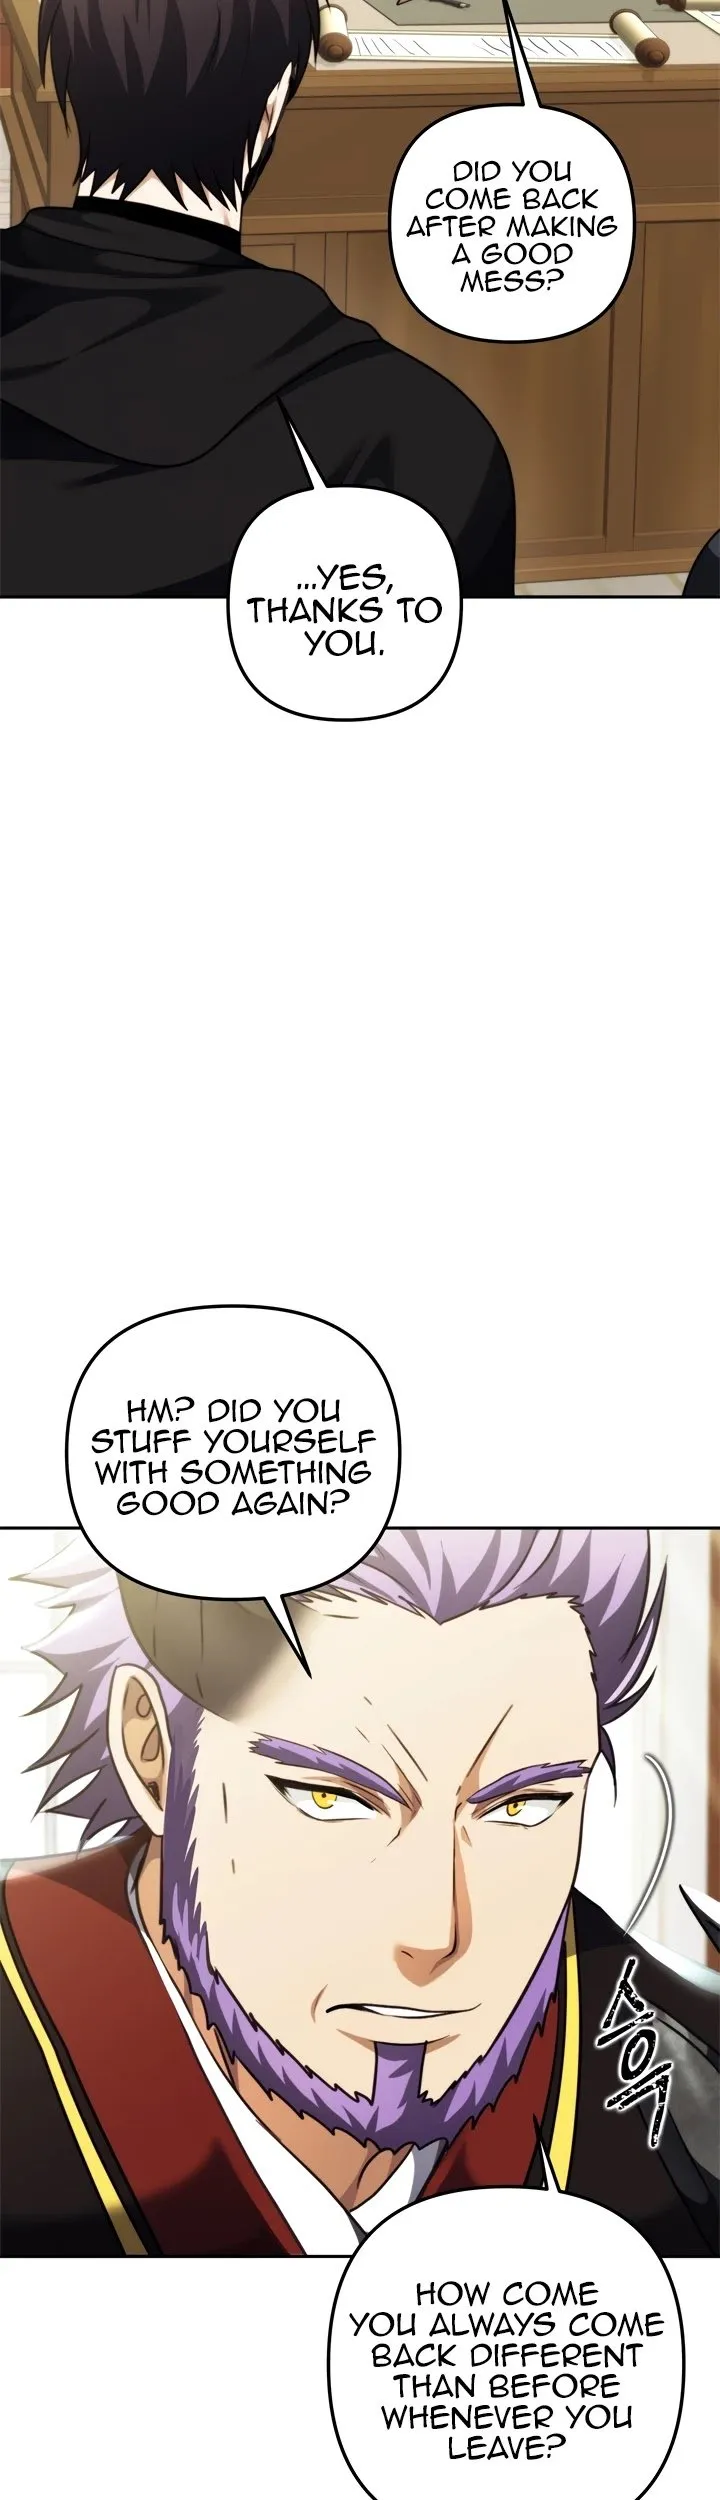 DID YOU
COME BACK
AFTER MAKING
A GOOD
MESS?
...YES,
THANKS TO
YOU.
HM? DID YOU
STUFF YOURSELF
WITH SOMETHING
GOOD AGAIN?
슥
HOW COME
YOU ALWAYS COME
BACK DIFFERENT
THAN BEFORE
WHENEVER YOU
LEAVE?